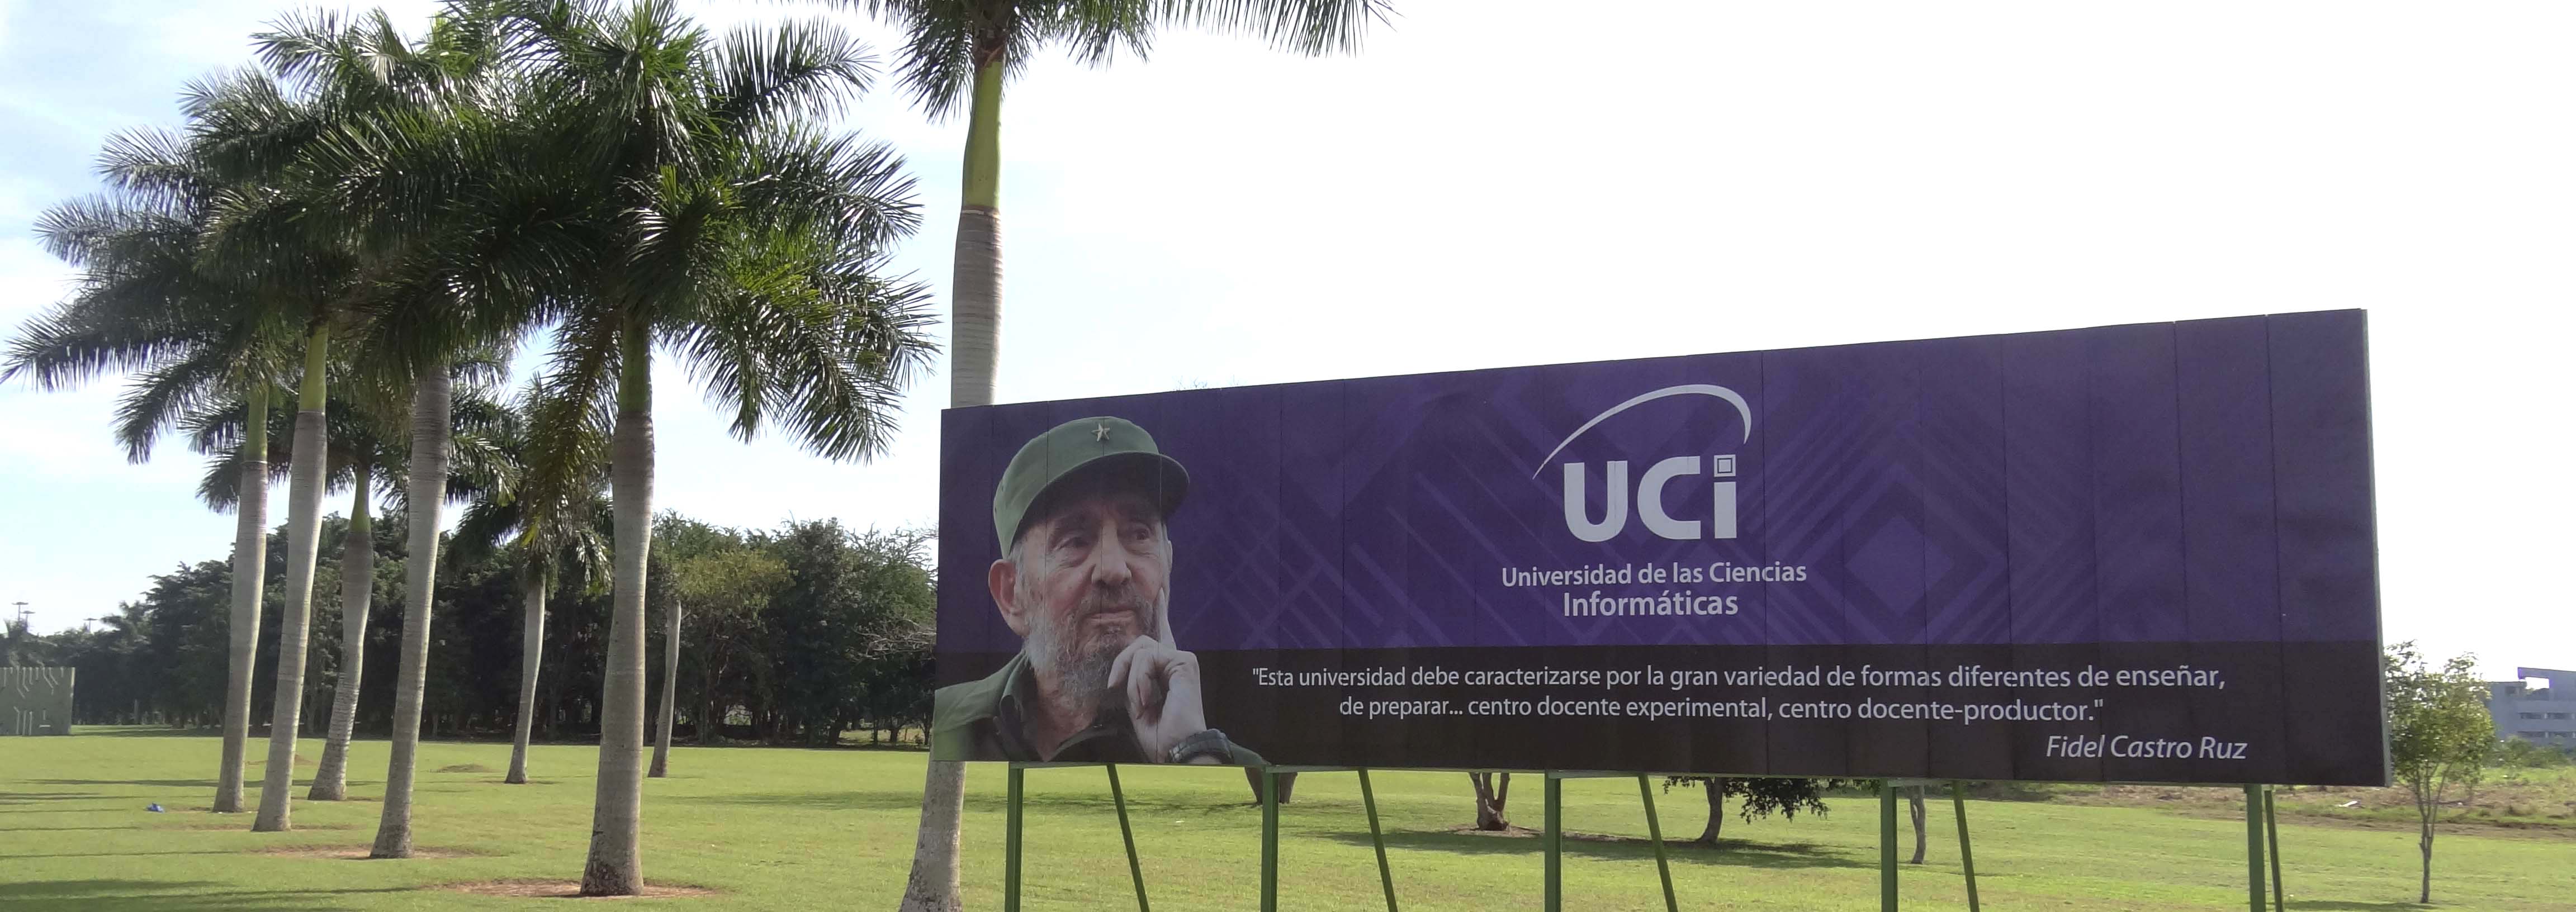 UCi
Universidad de las Ciencias
Informáticas
"Esta universidad debe caracterizarse por la gran variedad de formas diferentes de enseñar,
de preparar... centro docente experimental, centro docente-productor."
Fidel Castro Ruz